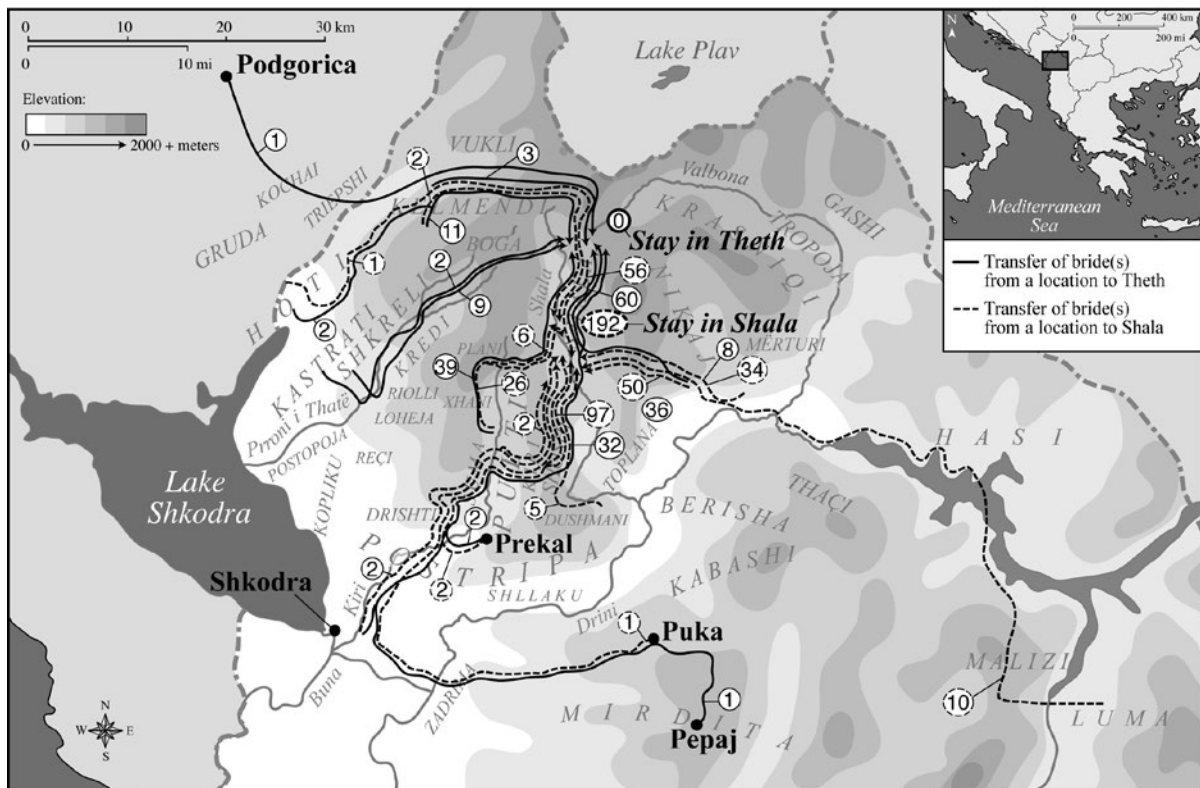 0 10 20 30 km
0 10 mi
Podgorica
Elevation:
0 2000 + meters
Lake Plav
N
0 200 400 km
0 200 mi
Mediterranean
Sea
Transfer of bride(s)
from a location to Theth
Transfer of bride(s)
from a location to Shala
1
KOCHAI
TRIEPSHI
GRUDA
HOTI
2
VUKLI
3
KELMENDI
11
BOGA
1
2
2
9
Valbona
KRASNIQI
TROPOJA
GASHI
0
Stay in Theth
56
60
192
Stay in Shala
NIKAJ
MËRTURI
8
34
50
36
Shala
6
PLANI
39
26
XHANI
KASTRATI
SHKRELI
KREDI
RIOLLI
LOHEJA
Prroni i Thatë
POSTOPOJA
REÇI
KOPLIKU
Lake
Shkodra
2
97
32
TOPLANA
DRISHTI
5
DUSHMANI
2
Prekal
2
2
POSTRIPA
SHLLAKU
Kiri
Shkodra
Buna
ZADRIMA
Drini
BERISHA
KABASHI
THAÇI
HASI
1
Puka
1
Pepaj
MIRDITA
MALIZI
10
LUMA
N
W E
S